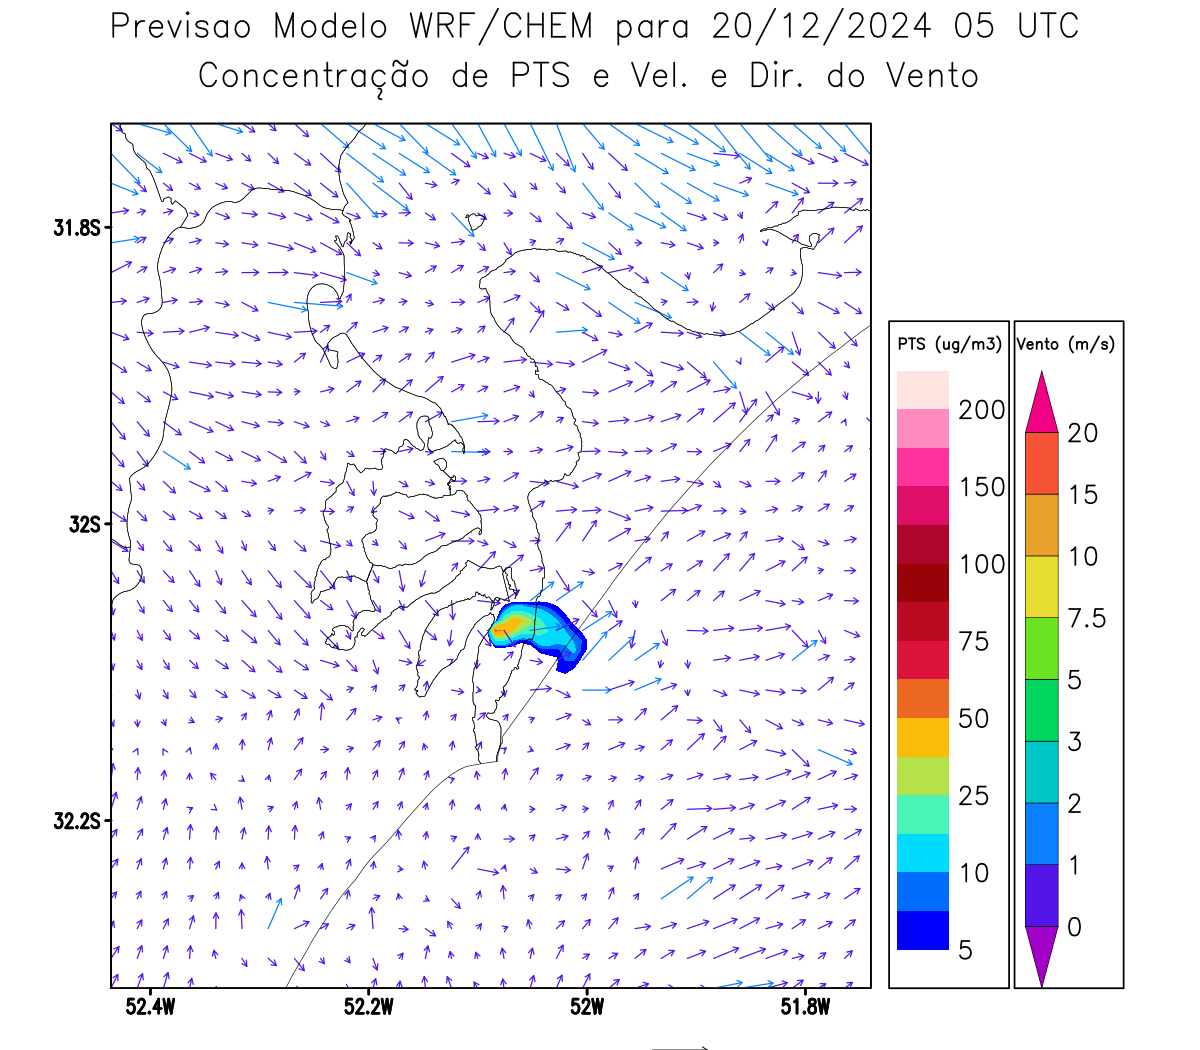 Previsao Modelo WRF/CHEM para 20/12/2024 05 UTC
Concentração de PTS e Vel. e Dir. do Vento
31.8S
32S
32.2S
52.4W
52.2W
52W
51.8W
PTS (ug/m3)
200
150
100
75
50
25
10
5
Vento (m/s)
20
15
10
7.5
5
3
2
1
0